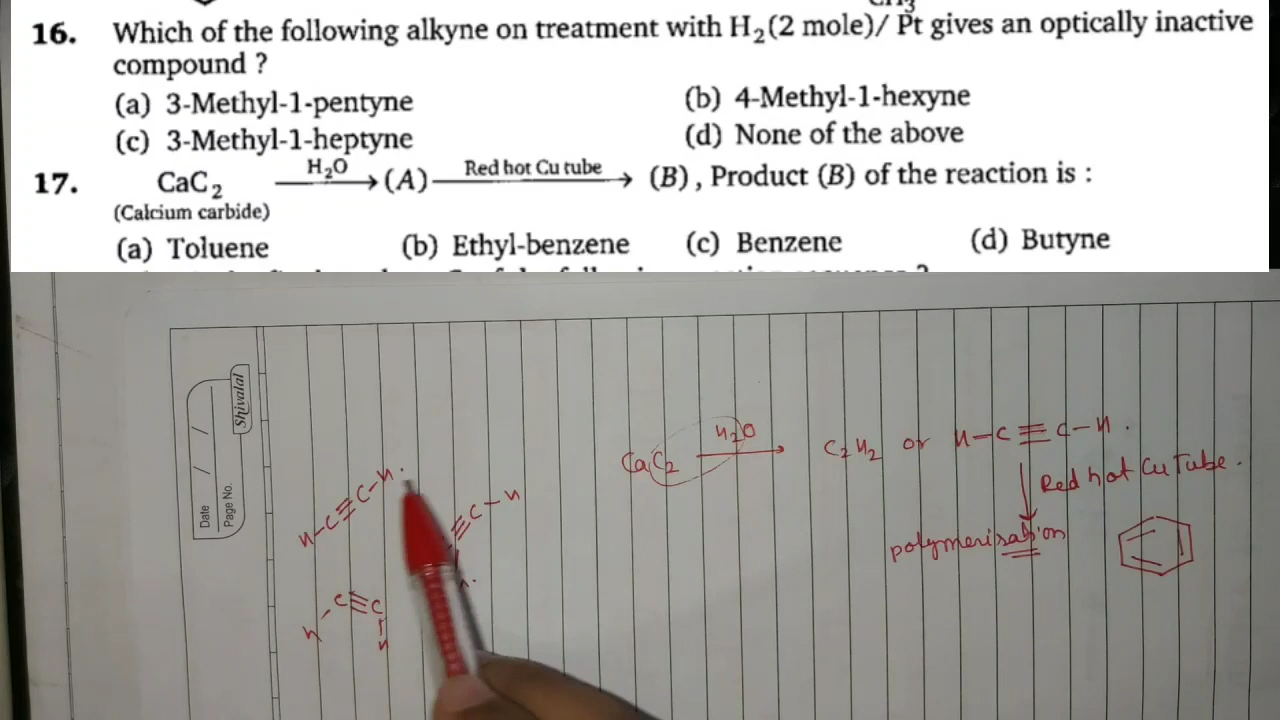 CH3
16. Which of the following alkyne on treatment with H2(2 mole)/ Pt gives an optically inactive
compound ?
(a) 3-Methyl-1-pentyne (b) 4-Methyl-1-hexyne
(c) 3-Methyl-1-heptyne (d) None of the above
17. CaC2 (Calcium carbide) —H2O→ (A) —Red hot Cu tube→ (B) , Product (B) of the reaction is :
(a) Toluene (b) Ethyl-benzene (c) Benzene (d) Butyne
Shivalal
Date / /
Page No.
CaC2 —H2O→ C2H2 or H-C≡C-H.
Red hot Cu Tube.
polymerisation
H-C≡C-H.
≡C-H
H-C≡C-H